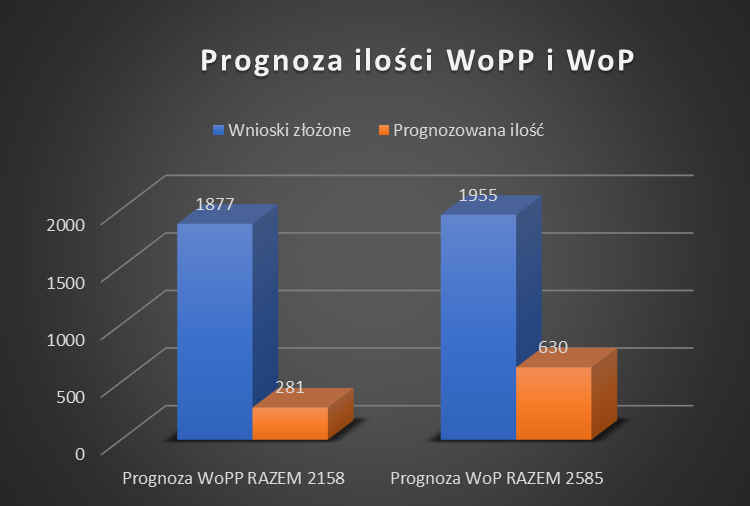 Prognoza ilości WoPP i WoP
Wnioski złożone Prognozowana ilość
2000
1500
1000
500
0
1877
281
1955
630
Prognoza WoPP RAZEM 2158
Prognoza WoP RAZEM 2585